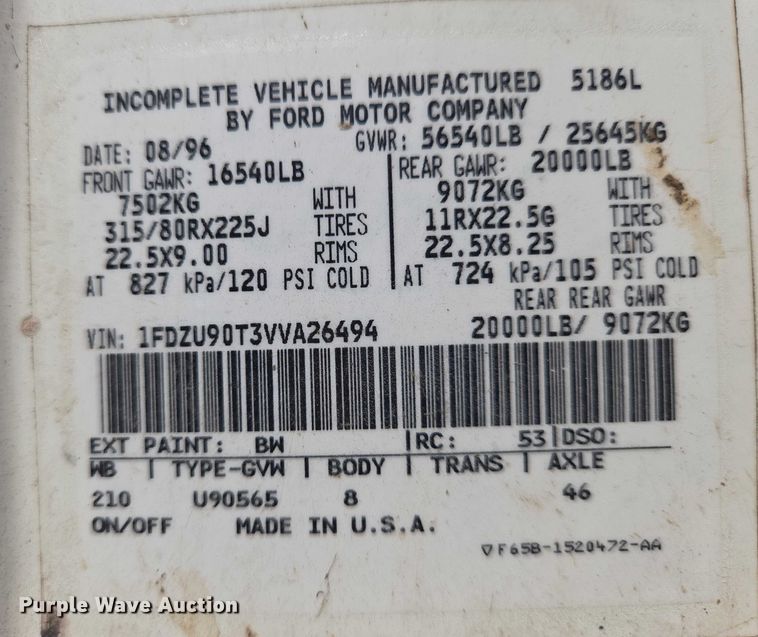 INCOMPLETE VEHICLE MANUFACTURED 5186L
BY FORD MOTOR COMPANY
DATE: 08/96 GVWR: 56540LB / 25645KG
FRONT GAWR: 16540LB REAR GAWR: 20000LB
7502KG WITH 9072KG WITH
315/80RX225J TIRES 11RX22.5G TIRES
22.5X9.00 RIMS 22.5X8.25 RIMS
AT 827 kPa/120 PSI COLD AT 724 kPa/105 PSI COLD
REAR REAR GAWR
VIN: 1FDZU90T3VVA26494 20000LB/ 9072KG
EXT PAINT: BW |RC: 53|DSO:
WB | TYPE-GVW | BODY | TRANS | AXLE
210 U90565 8 46
ON/OFF MADE IN U.S.A.
▽F65B-1520472-AA
Purple Wave Auction